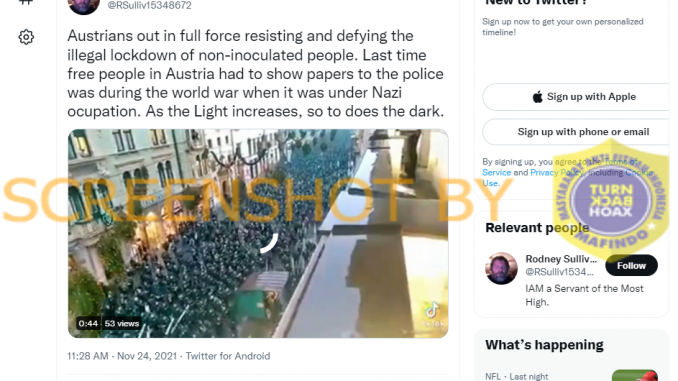 @RSulliv15348672
Austrians out in full force resisting and defying the
illegal lockdown of non-inoculated people. Last time
free people in Austria had to show papers to the police
was during the world war when it was under Nazi
ocupation. As the Light increases, so to does the dark.
0:44 53 views
11:28 AM · Nov 24, 2021 · Twitter for Android
SCREENSHOT BY
New to Twitter?
Sign up now to get your own personalized
timeline!
Sign up with Apple
Sign up with phone or email
By signing up, you agree to the Terms of
Service and Privacy Policy, including Cookie
Use.
MASYARAKAT ANTI FITNAH INDONESIA
TURN
BACK
HOAX
MAFINDO
Relevant people
Rodney Sulliv...
@RSulliv1534...
Follow
IAM a Servant of the Most
High.
What's happening
NFL · Last night